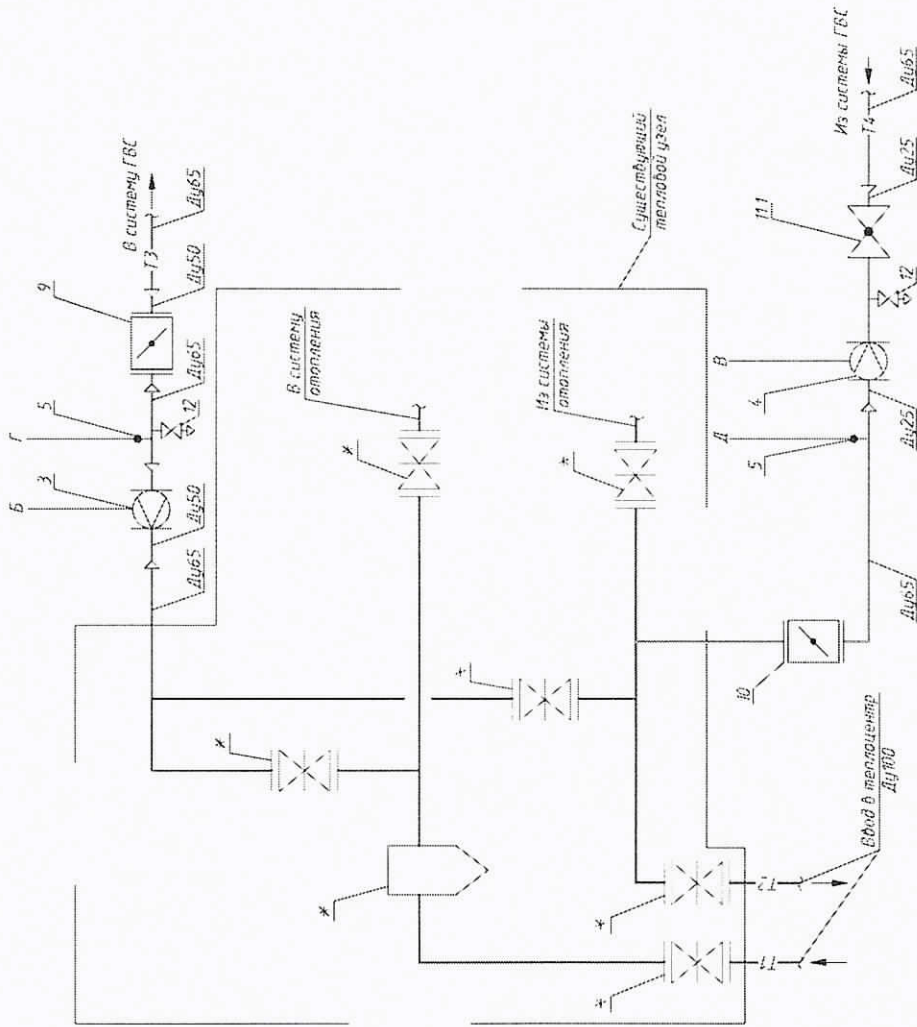 Б
3
Г
5
9
В систему ГВС
Т3
Ду65
Ду50
12
Ду65
Ду50
Ду65
В систему
отопления
Существующий
тепловой узел
*
*
*
*
Из системы
отопления
*
*
*
Т2
Т1
Ввод в теплоцентр
Ду100
10
Д
5
В
4
12
11.1
Из системы ГВС
Т4
Ду65
Ду25
Ду25
Ду65